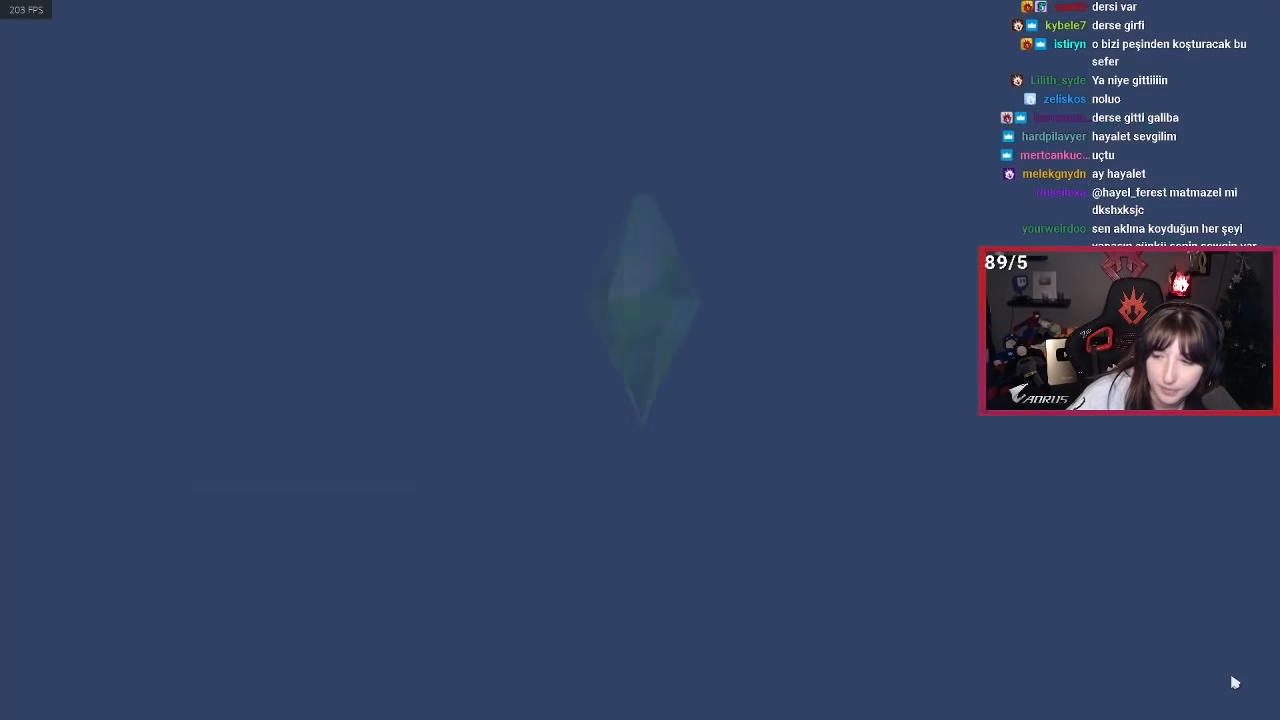 203 FPS
dersi var
kybele7 derse girfi
istiryn o bizi peşinden koşturacak bu
sefer
Lilith_syde Ya niye gittiiiin
zeliskos noluo
derse gitti galiba
hardpilavyer hayalet sevgilim
mertcankuc... uçtu
melekgnydn ay hayalet
@hayel_ferest matmazel mi
dkshxksjc
yourweirdoo sen aklına koyduğun her şeyi
89/5
AORUS